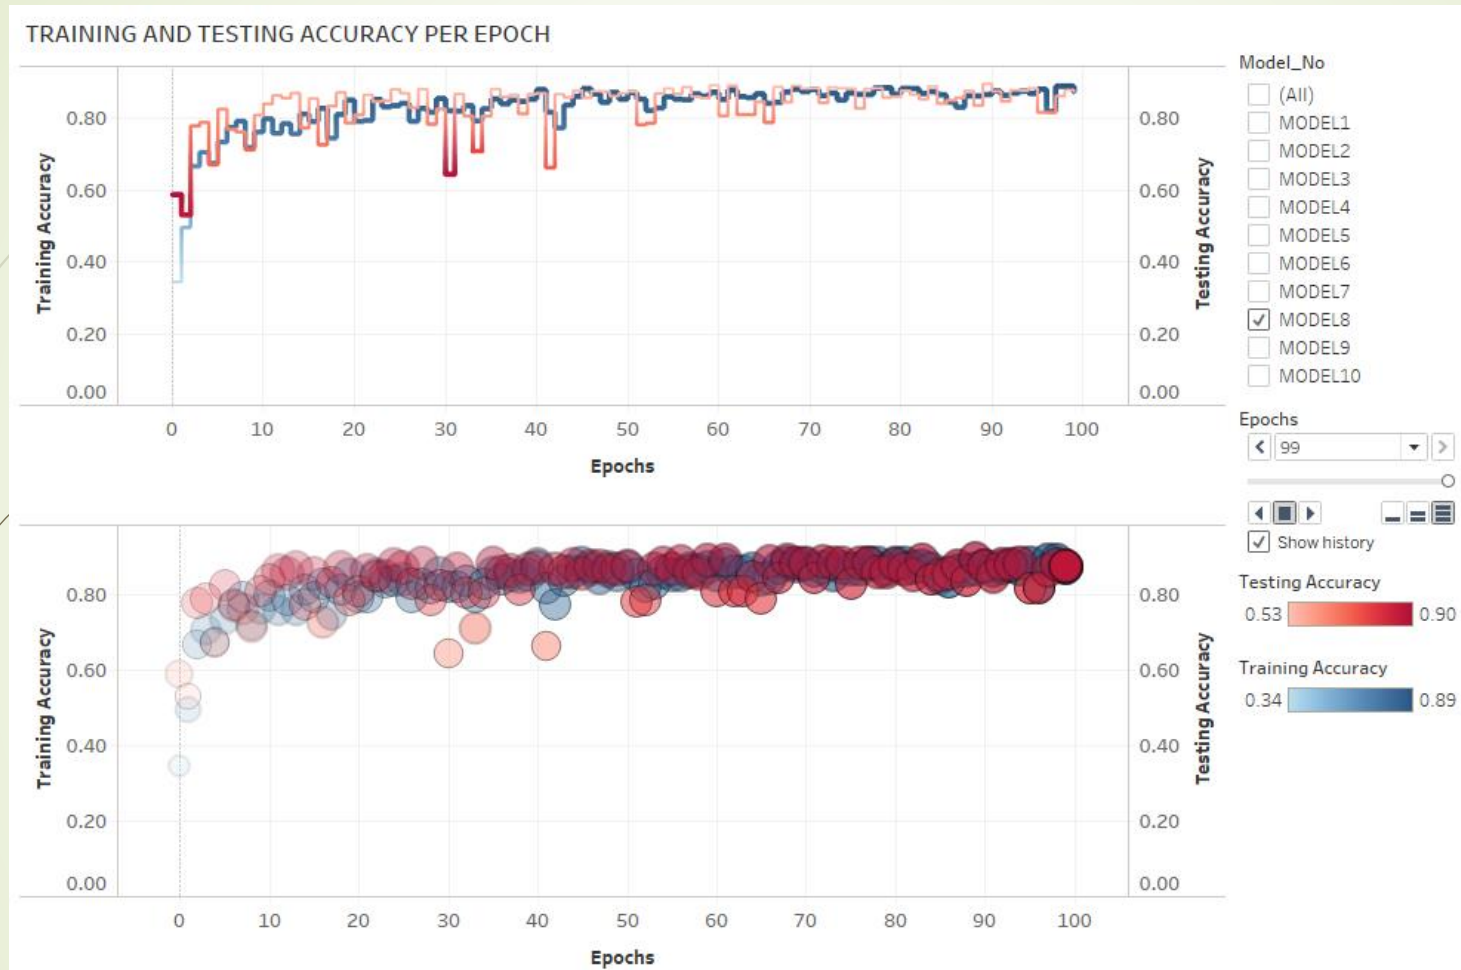 TRAINING AND TESTING ACCURACY PER EPOCH
Training Accuracy
0.80
0.60
0.40
0.20
0.00
0 10 20 30 40 50 60 70 80 90 100
Epochs
0.80
0.60
0.40
0.20
0.00
Testing Accuracy
Training Accuracy
0.80
0.60
0.40
0.20
0.00
0 10 20 30 40 50 60 70 80 90 100
Epochs
0.80
0.60
0.40
0.20
0.00
Testing Accuracy
Model_No
(All)
MODEL1
MODEL2
MODEL3
MODEL4
MODEL5
MODEL6
MODEL7
MODEL8
MODEL9
MODEL10
Epochs
99
Show history
Testing Accuracy
0.53 0.90
Training Accuracy
0.34 0.89